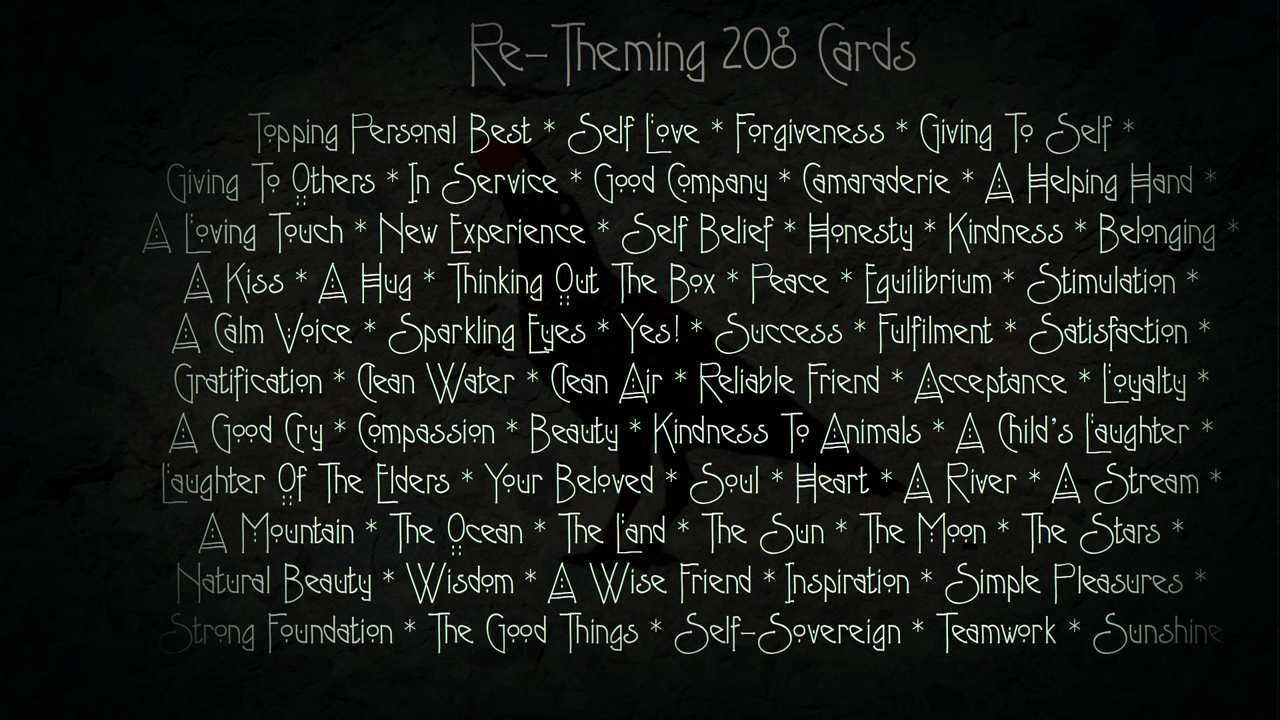 Re-Theming 208 Cards
Topping Personal Best * Self Love * Forgiveness * Giving To Self *
Giving To Others * In Service * Good Company * Camaraderie * A Helping Hand *
A Loving Touch * New Experience * Self Belief * Honesty * Kindness * Belonging *
A Kiss * A Hug * Thinking Out The Box * Peace * Equilibrium * Stimulation *
A Calm Voice * Sparkling Eyes * Yes! * Success * Fulfilment * Satisfaction *
Gratification * Clean Water * Clean Air * Reliable Friend * Acceptance * Loyalty *
A Good Cry * Compassion * Beauty * Kindness To Animals * A Child's Laughter *
Laughter Of The Elders * Your Beloved * Soul * Heart * A River * A Stream *
A Mountain * The Ocean * The Land * The Sun * The Moon * The Stars *
Natural Beauty * Wisdom * A Wise Friend * Inspiration * Simple Pleasures *
Strong Foundation * The Good Things * Self-Sovereign * Teamwork * Sunshine